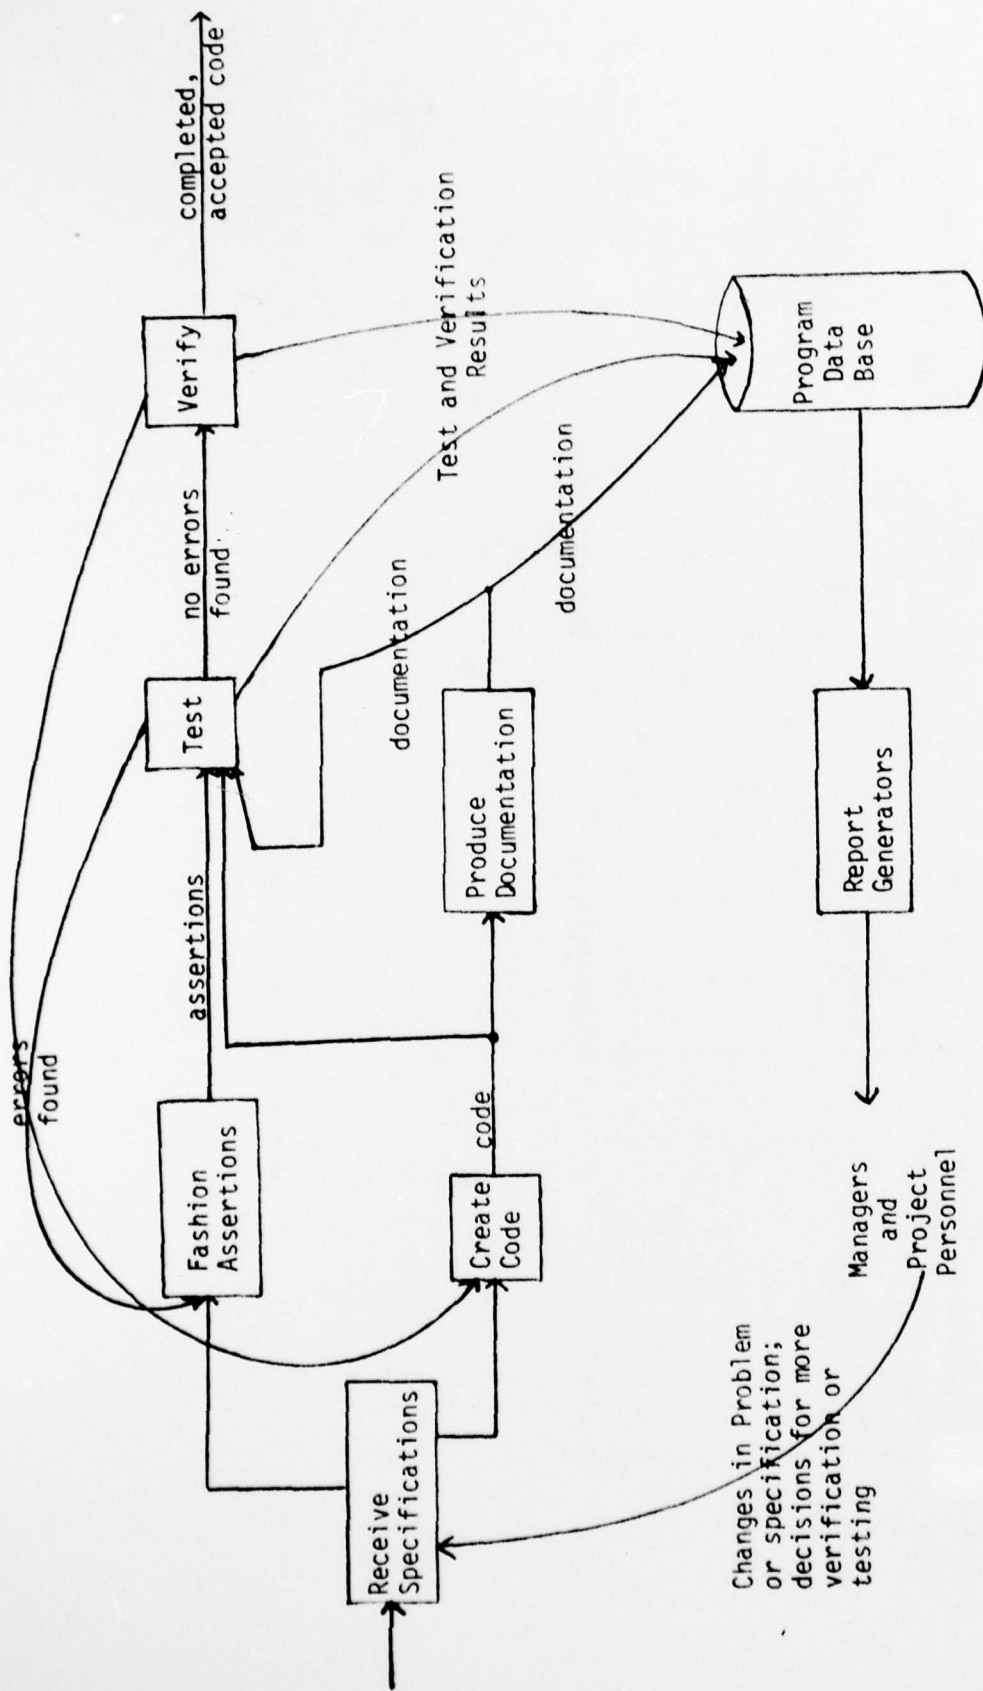 completed,
accepted code
Verify
no errors
found
Test
assertions
errors
found
Fashion
Assertions
Test and Verification
Results
documentation
documentation
Produce
Documentation
code
Create
Code
Receive
Specifications
Program
Data
Base
Report
Generators
Managers
and
Project
Personnel
Changes in Problem
or specification;
decisions for more
verification or
testing